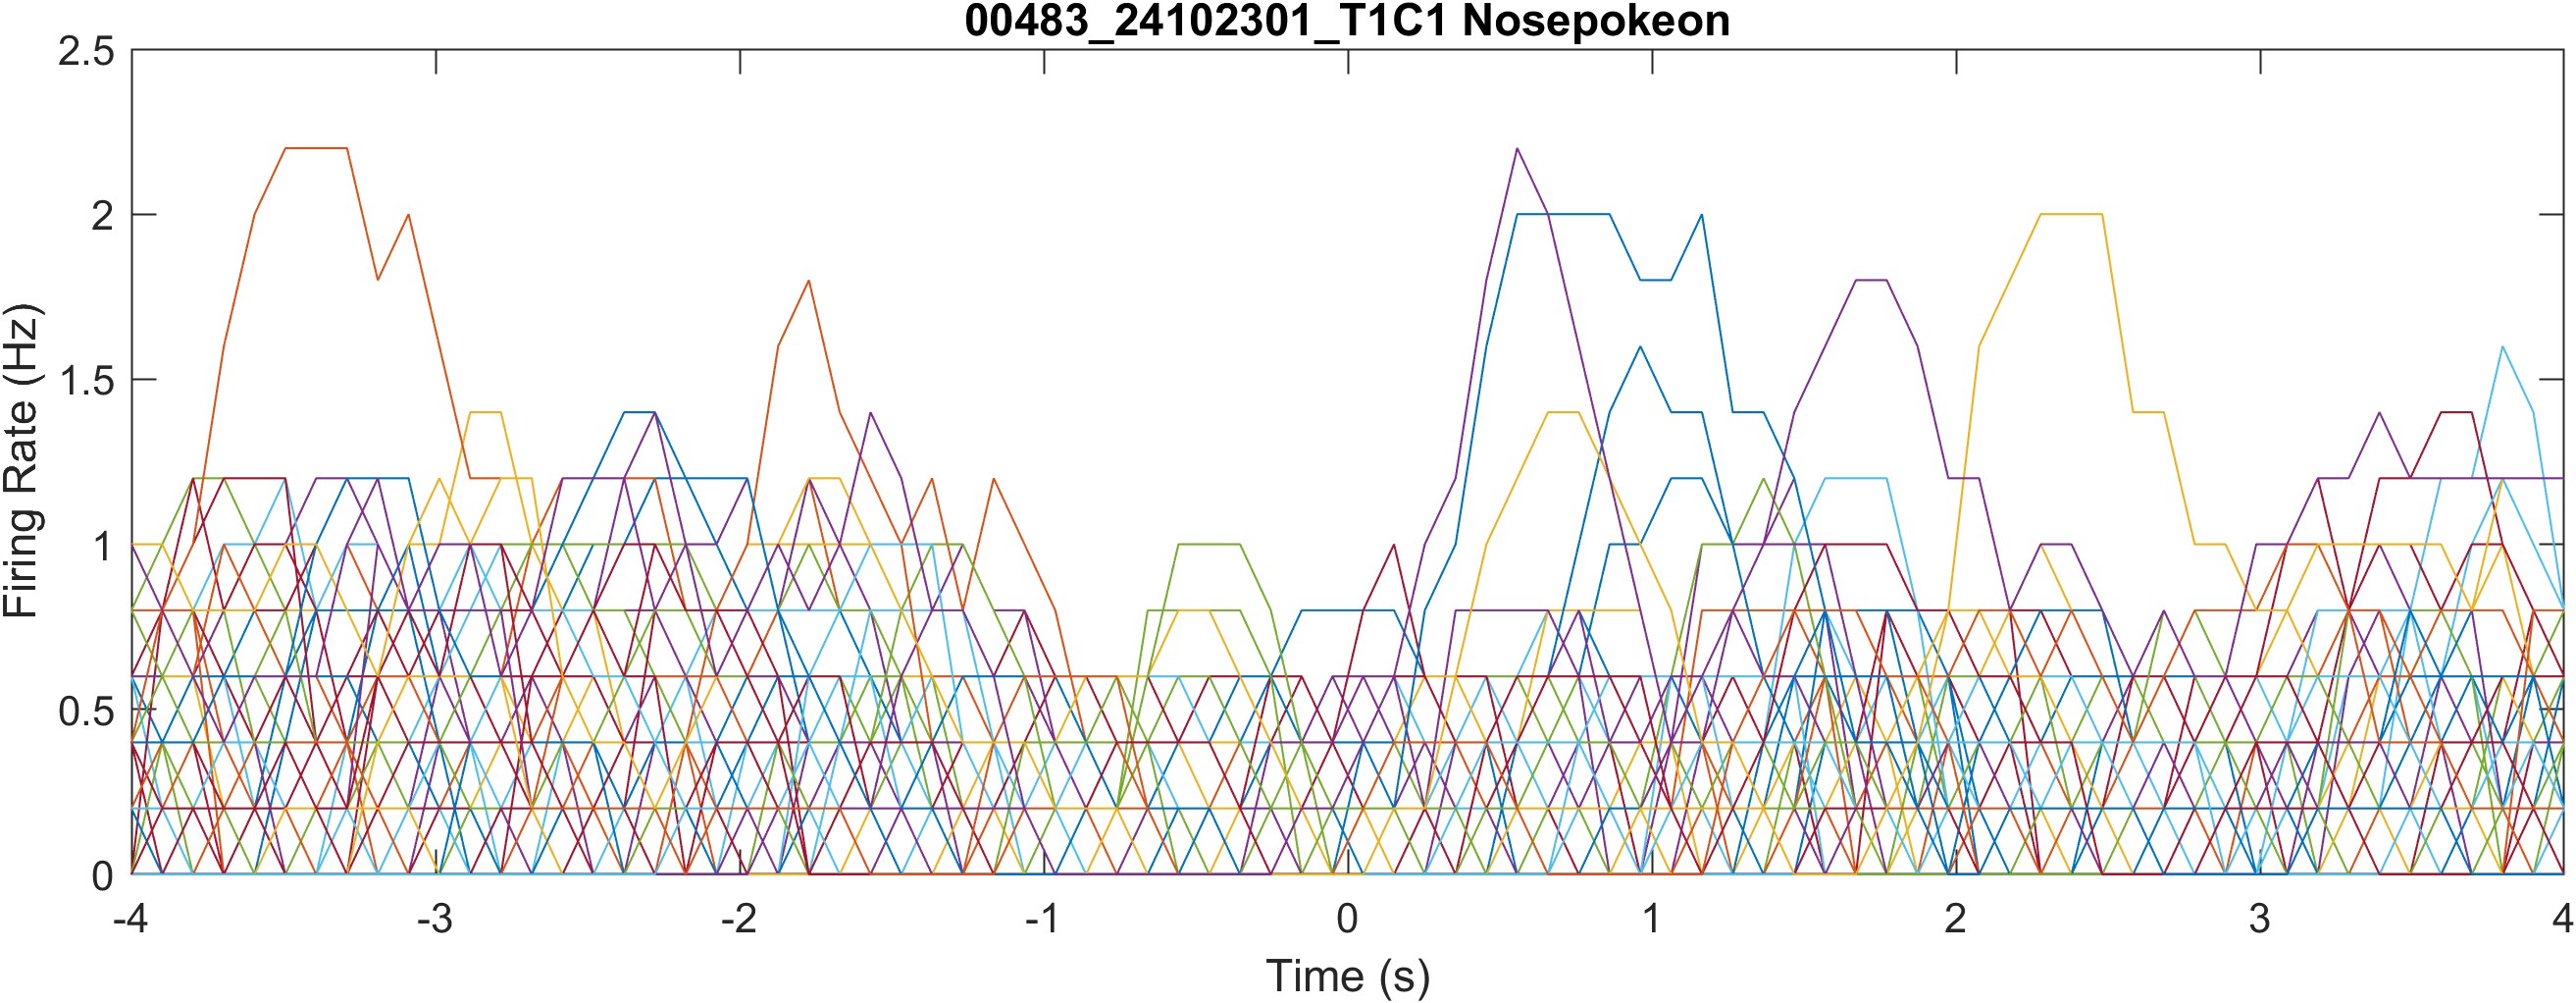 00483_24102301_T1C1 Nosepokeon
2.5
2
1.5
1
0.5
0
Firing Rate (Hz)
-4 -3 -2 -1 0 1 2 3 4
Time (s)